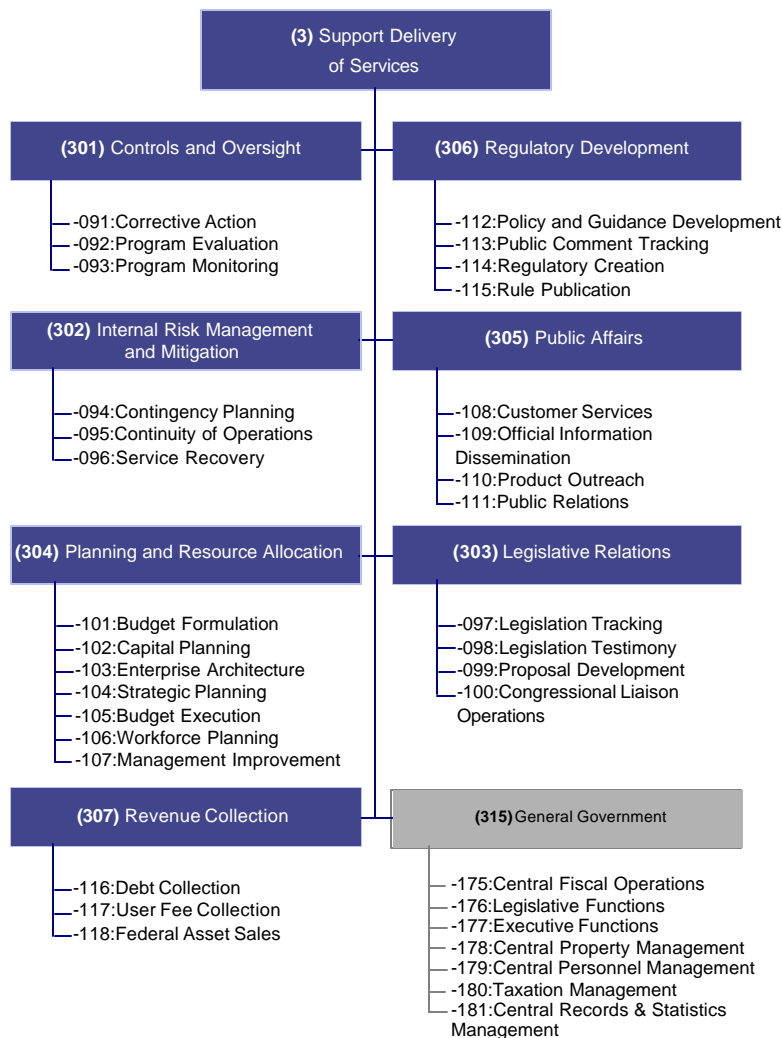 (3) Support Delivery
of Services
(301) Controls and Oversight
-091:Corrective Action
-092:Program Evaluation
-093:Program Monitoring
(306) Regulatory Development
-112:Policy and Guidance Development
-113:Public Comment Tracking
-114:Regulatory Creation
-115:Rule Publication
(302) Internal Risk Management
and Mitigation
-094:Contingency Planning
-095:Continuity of Operations
-096:Service Recovery
(305) Public Affairs
-108:Customer Services
-109:Official Information
Dissemination
-110:Product Outreach
-111:Public Relations
(304) Planning and Resource Allocation
-101:Budget Formulation
-102:Capital Planning
-103:Enterprise Architecture
-104:Strategic Planning
-105:Budget Execution
-106:Workforce Planning
-107:Management Improvement
(303) Legislative Relations
-097:Legislation Tracking
-098:Legislation Testimony
-099:Proposal Development
-100:Congressional Liaison
Operations
(307) Revenue Collection
-116:Debt Collection
-117:User Fee Collection
-118:Federal Asset Sales
(315) General Government
-175:Central Fiscal Operations
-176:Legislative Functions
-177:Executive Functions
-178:Central Property Management
-179:Central Personnel Management
-180:Taxation Management
-181:Central Records & Statistics
Management